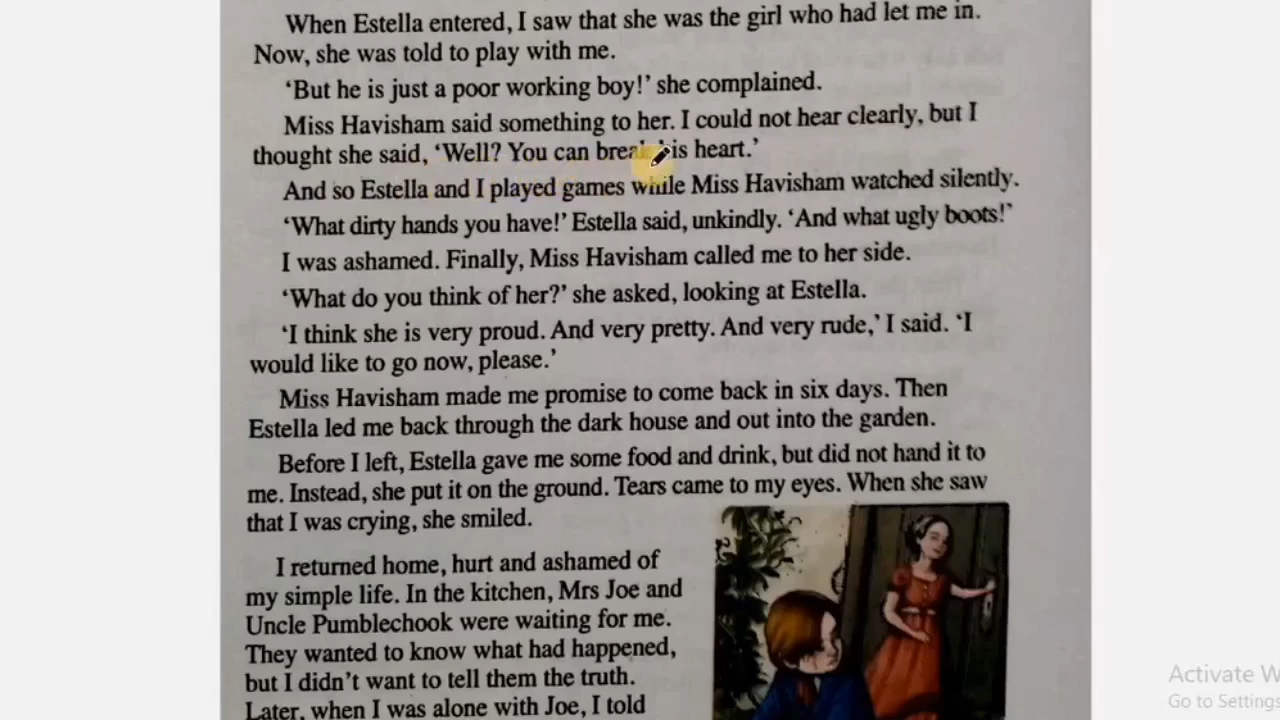 When Estella entered, I saw that she was the girl who had let me in.
Now, she was told to play with me.
‘But he is just a poor working boy!’ she complained.
Miss Havisham said something to her. I could not hear clearly, but I
thought she said, ‘Well? You can break his heart.’
And so Estella and I played games while Miss Havisham watched silently.
‘What dirty hands you have!’ Estella said, unkindly. ‘And what ugly boots!’
I was ashamed. Finally, Miss Havisham called me to her side.
‘What do you think of her?’ she asked, looking at Estella.
‘I think she is very proud. And very pretty. And very rude,’ I said. ‘I
would like to go now, please.’
Miss Havisham made me promise to come back in six days. Then
Estella led me back through the dark house and out into the garden.
Before I left, Estella gave me some food and drink, but did not hand it to
me. Instead, she put it on the ground. Tears came to my eyes. When she saw
that I was crying, she smiled.
I returned home, hurt and ashamed of
my simple life. In the kitchen, Mrs Joe and
Uncle Pumblechook were waiting for me.
They wanted to know what had happened,
but I didn’t want to tell them the truth.
Later, when I was alone with Joe, I told
Activate W
Go to Settings